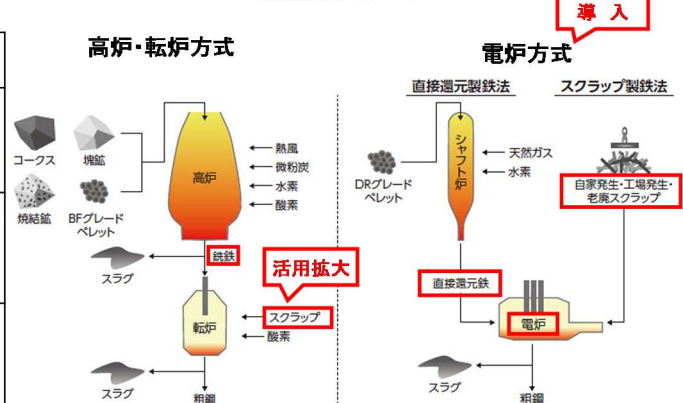 導 入
高炉・転炉方式
電炉方式
直接還元製鉄法
スクラップ製鉄法
コークス
塊鉱
焼結鉱
BFグレード
ペレット
高炉
熱風
微粉炭
水素
酸素
銑鉄
スラグ
活用拡大
転炉
スクラップ
酸素
スラグ
粗鋼
DRグレード
ペレット
シャフト炉
天然ガス
水素
自家発生・工場発生・
老廃スクラップ
直接還元鉄
電炉
スラグ
粗鋼